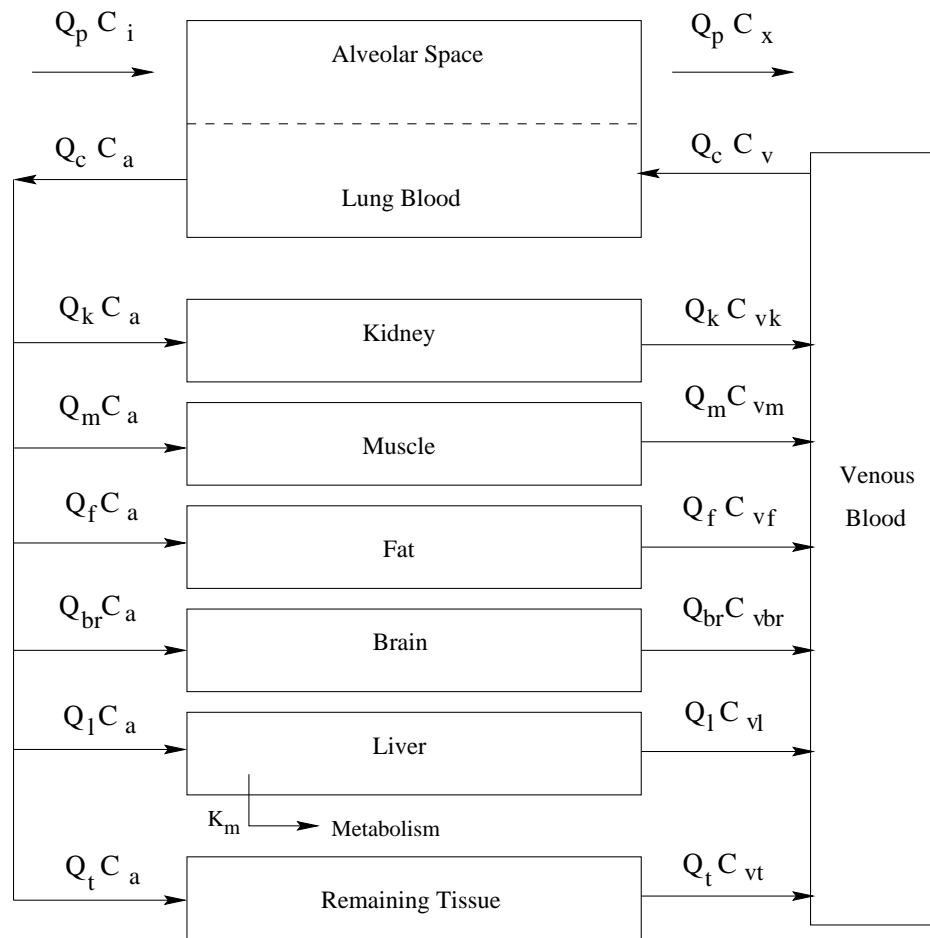 Q_p C_i
Alveolar Space
Q_p C_x
Q_c C_a
Q_c C_v
Lung Blood
Q_k C_a
Kidney
Q_k C_vk
Q_m C_a
Muscle
Q_m C_vm
Q_f C_a
Fat
Q_f C_vf
Venous
Blood
Q_br C_a
Brain
Q_br C_vbr
Q_l C_a
Liver
Q_l C_vl
K_m
Metabolism
Q_t C_a
Remaining Tissue
Q_t C_vt